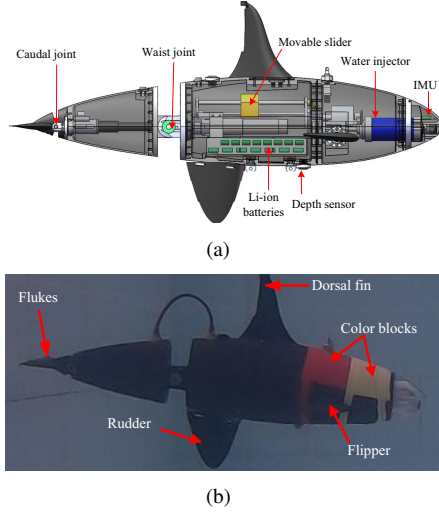 Caudal joint
Waist joint
Movable slider
Water injector
IMU
Li-ion
batteries
Depth sensor
(a)
Flukes
Dorsal fin
Color blocks
Rudder
Flipper
(b)